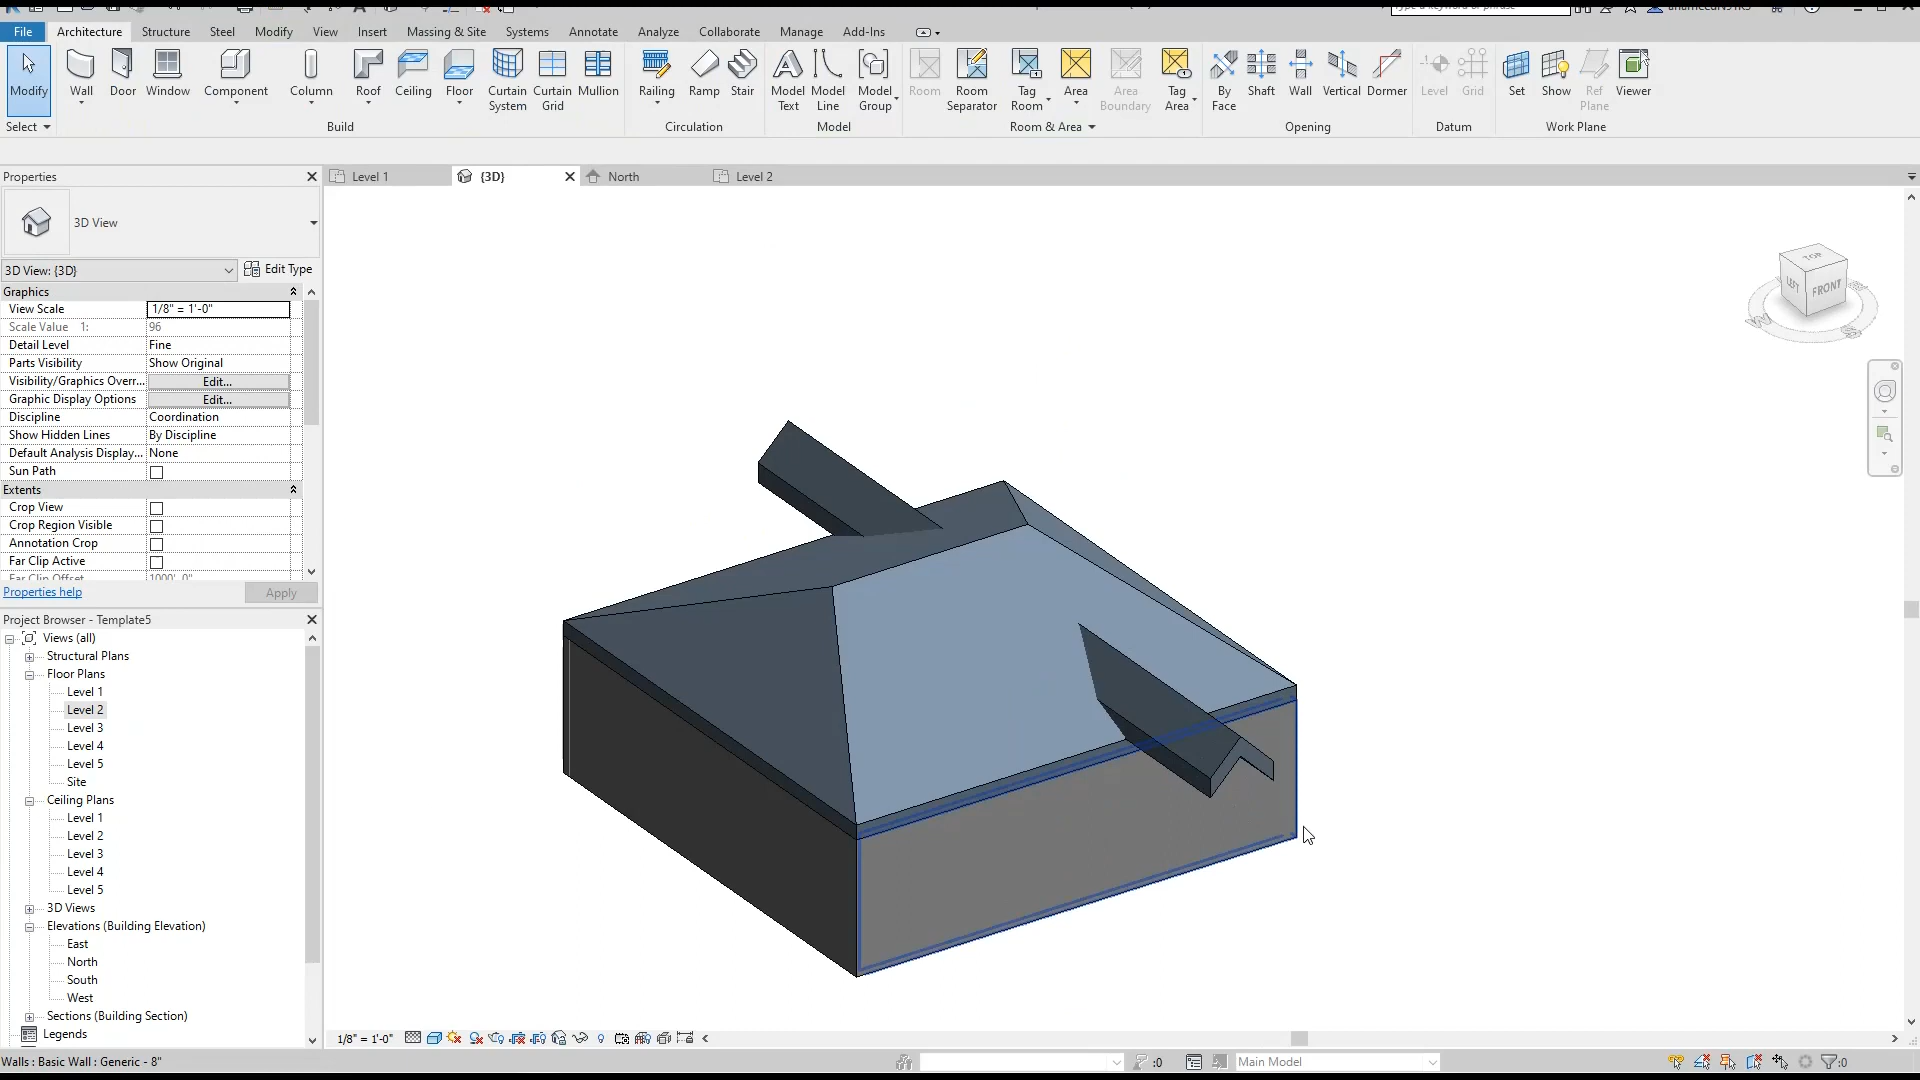 File Architecture Structure Steel Modify View Insert Massing & Site Systems Annotate Analyze Collaborate Manage Add-Ins
Modify Wall Door Window Component Column Roof Ceiling Floor Curtain System Curtain Grid Mullion Railing Ramp Stair Model Text Model Line Model Group Room Room Separator Tag Room Area Area Boundary Tag Area By Face Shaft Wall Vertical Dormer Level Grid Set Show Ref Plane Viewer
Select Build Circulation Model Room & Area Opening Datum Work Plane
Properties
Level 1 {3D} North Level 2
3D View
3D View: {3D} Edit Type
Graphics
View Scale 1/8" = 1'-0"
Scale Value 1: 96
Detail Level Fine
Parts Visibility Show Original
Visibility/Graphics Overr... Edit...
Graphic Display Options Edit...
Discipline Coordination
Show Hidden Lines By Discipline
Default Analysis Display... None
Sun Path
Extents
Crop View
Crop Region Visible
Annotation Crop
Far Clip Active
Far Clip Offset 1000' 0"
Properties help Apply
Project Browser - Template5
Views (all)
Structural Plans
Floor Plans
Level 1
Level 2
Level 3
Level 4
Level 5
Site
Ceiling Plans
Level 1
Level 2
Level 3
Level 4
Level 5
3D Views
Elevations (Building Elevation)
East
North
South
West
Sections (Building Section)
Legends
TOP
LEFT FRONT
W S
1/8" = 1'-0"
Walls : Basic Wall : Generic - 8"
:0 Main Model :0